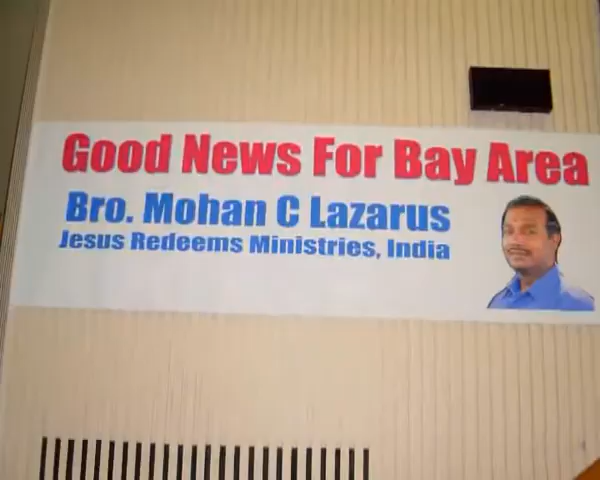 Good News For Bay Area
Bro. Mohan C Lazarus
Jesus Redeems Ministries, India